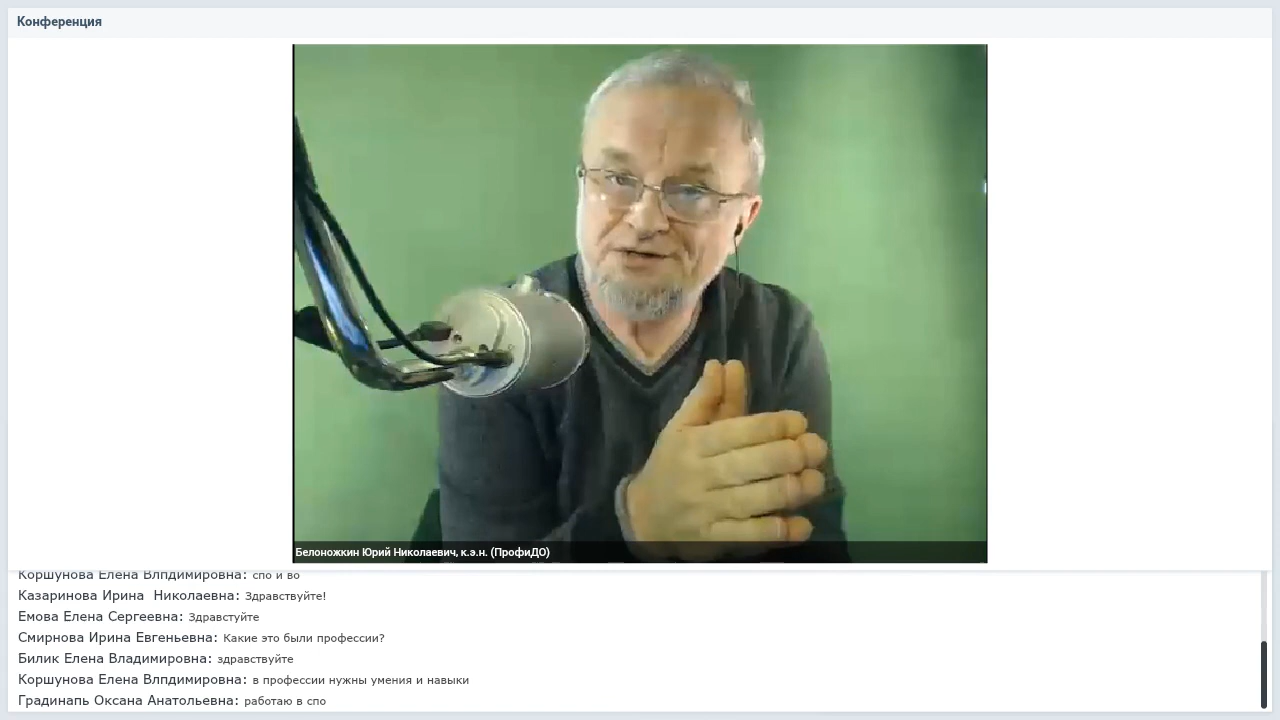 Конференция
Белоножкин Юрий Николаевич, к.э.н. (ПрофиДО)
Коршунова Елена Влпдимировна: спо и во
Казаринова Ирина  Николаевна: Здравствуйте!
Емова Елена Сергеевна: Здравстуйте
Смирнова Ирина Евгеньевна: Какие это были профессии?
Билик Елена Владимировна: здравствуйте
Коршунова Елена Влпдимировна: в профессии нужны умения и навыки
Градинапь Оксана Анатольевна: работаю в спо